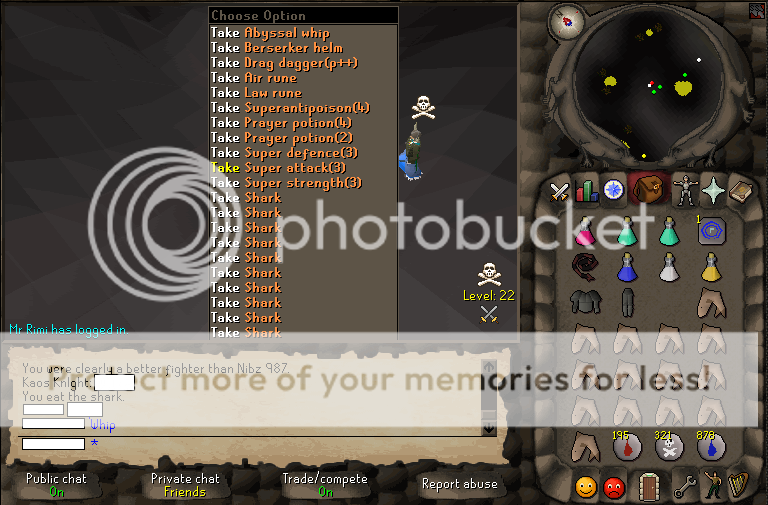 Choose Option
Take Abyssal whip
Take Berserker helm
Take Drag dagger(p++)
Take Air rune
Take Law rune
Take Superantipoison(4)
Take Prayer potion(4)
Take Prayer potion(2)
Take Super defence(3)
Take Super attack(3)
Take Super strength(3)
Take Shark
Take Shark
Take Shark
Take Shark
Take Shark
Take Shark
Take Shark
Take Shark
Take Shark
Take Shark
photobucket
1
Level: 22
Mr Rimi has logged in.
You were clearly a better fighter than Nibz 987.
Kaos Knight,
more of your memories for less!
You eat the shark.
Whip
*
195
321
878
Public chat
On
Private chat
Friends
Trade/compete
On
Report abuse